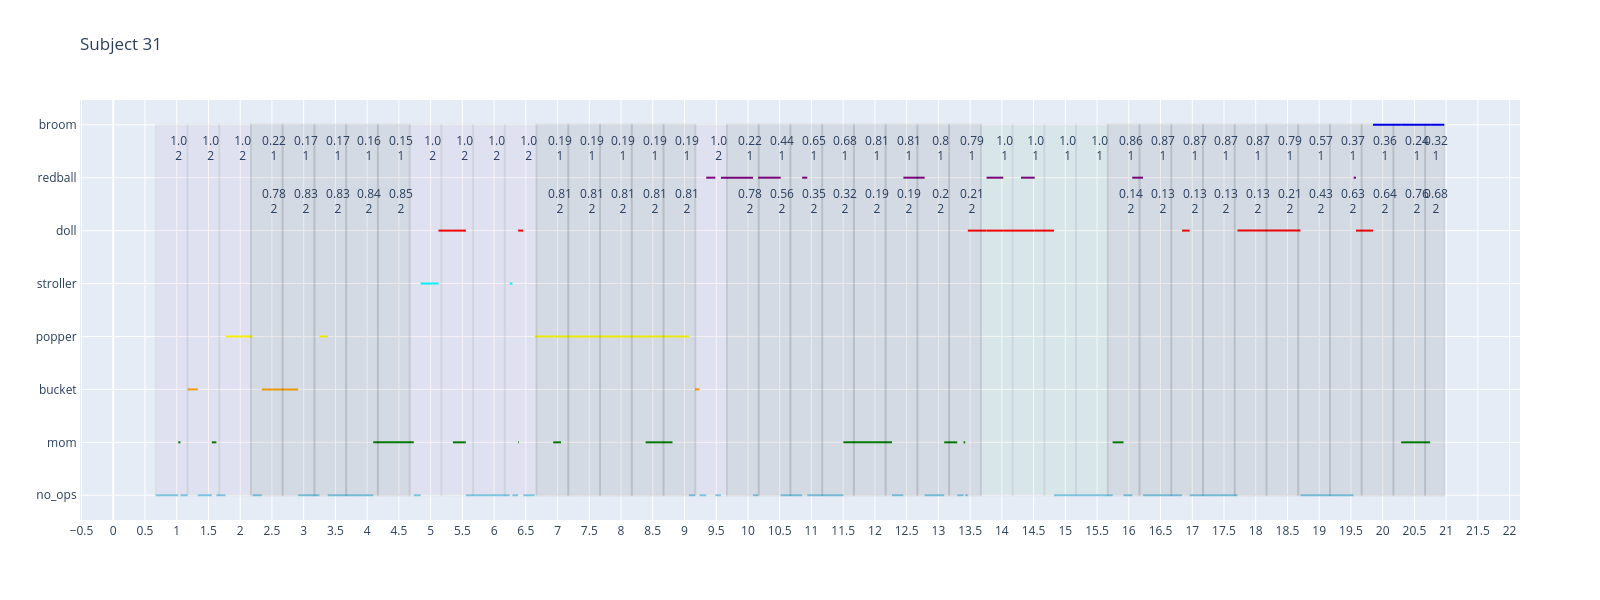 Subject 31
broom
1.0 1.0 1.0 0.22 0.17 0.17 0.16 0.15 1.0 1.0 1.0 1.0 0.19 0.19 0.19 0.19 0.19 1.0 0.22 0.44 0.65 0.68 0.81 0.81 0.8 0.79 1.0 1.0 1.0 1.0 0.86 0.87 0.87 0.87 0.87 0.79 0.57 0.37 0.36 0.24 0.32
2 2 2 1 1 1 1 1 2 2 2 2 1 1 1 1 1 2 1 1 1 1 1 1 1 1 1 1 1 1 1 1 1 1 1 1 1 1 1 1 1
redball
0.78 0.83 0.83 0.84 0.85 0.81 0.81 0.81 0.81 0.81 0.78 0.56 0.35 0.32 0.19 0.19 0.2 0.21 0.14 0.13 0.13 0.13 0.13 0.21 0.43 0.63 0.64 0.76 0.68
2 2 2 2 2 2 2 2 2 2 2 2 2 2 2 2 2 2 2 2 2 2 2 2 2 2 2 2 2
doll
stroller
popper
bucket
mom
no_ops
−0.5 0 0.5 1 1.5 2 2.5 3 3.5 4 4.5 5 5.5 6 6.5 7 7.5 8 8.5 9 9.5 10 10.5 11 11.5 12 12.5 13 13.5 14 14.5 15 15.5 16 16.5 17 17.5 18 18.5 19 19.5 20 20.5 21 21.5 22